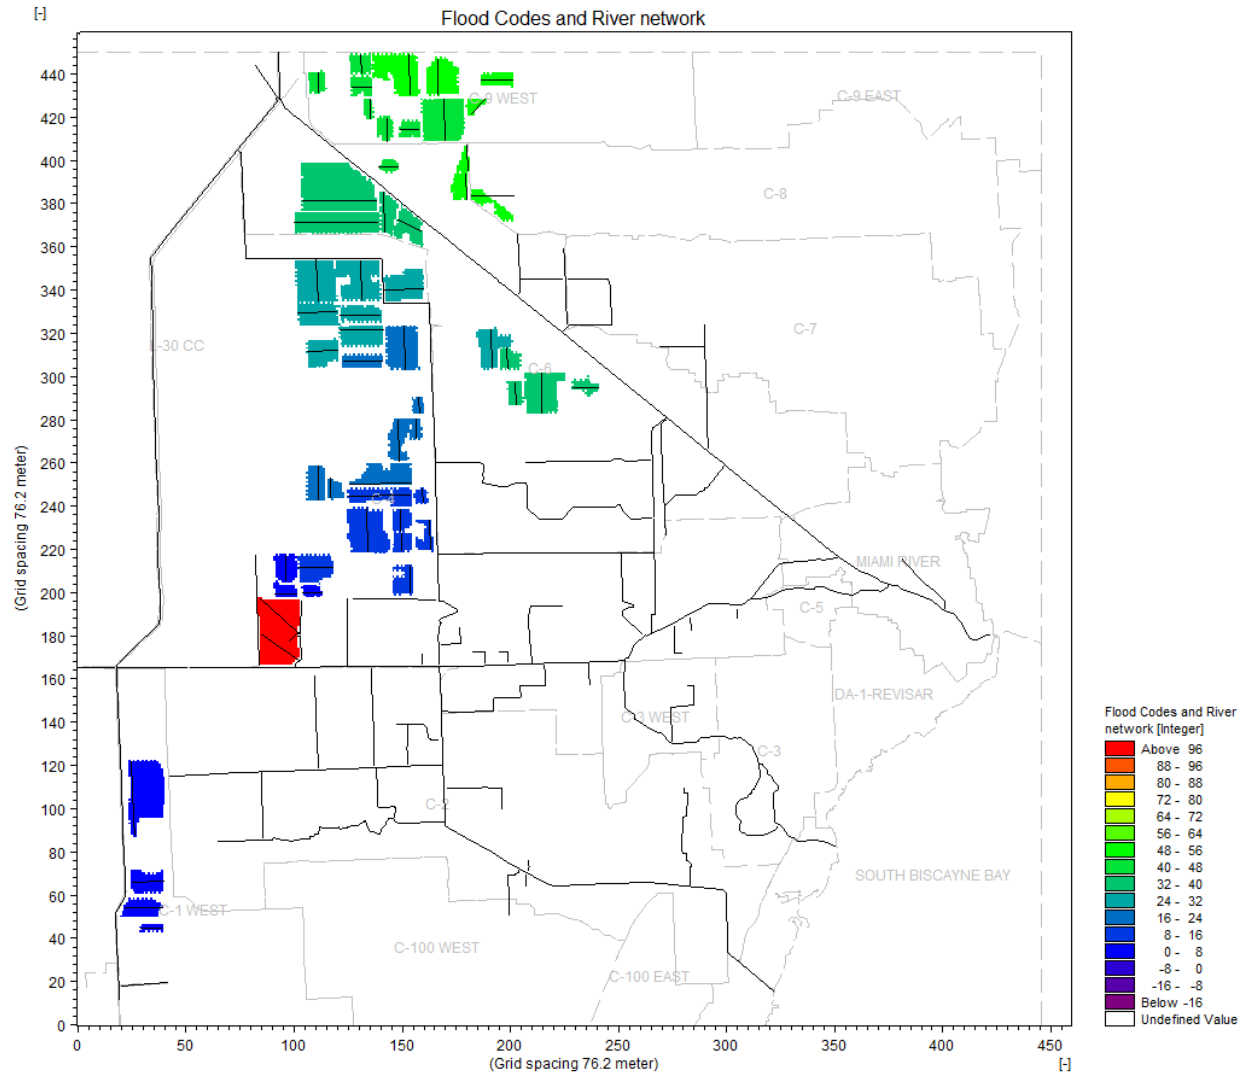 [-]
Flood Codes and River network
440
420
400
380
360
340
320
300
280
260
240
220
200
180
160
140
120
100
80
60
40
20
0
(Grid spacing 76.2 meter)
C-9 WEST
C-9 EAST
C-8
C-7
L-30 CC
C-6
C-4
MIAMI RIVER
C-5
DA-1-REVISAR
C-3 WEST
C-3
C-2
SOUTH BISCAYNE BAY
C-1 WEST
C-100 WEST
C-100 EAST
0 50 100 150 200 250 300 350 400 450
(Grid spacing 76.2 meter)
[-]
Flood Codes and River
network [Integer]
Above 96
88 - 96
80 - 88
72 - 80
64 - 72
56 - 64
48 - 56
40 - 48
32 - 40
24 - 32
16 - 24
8 - 16
0 - 8
-8 - 0
-16 - -8
Below -16
Undefined Value